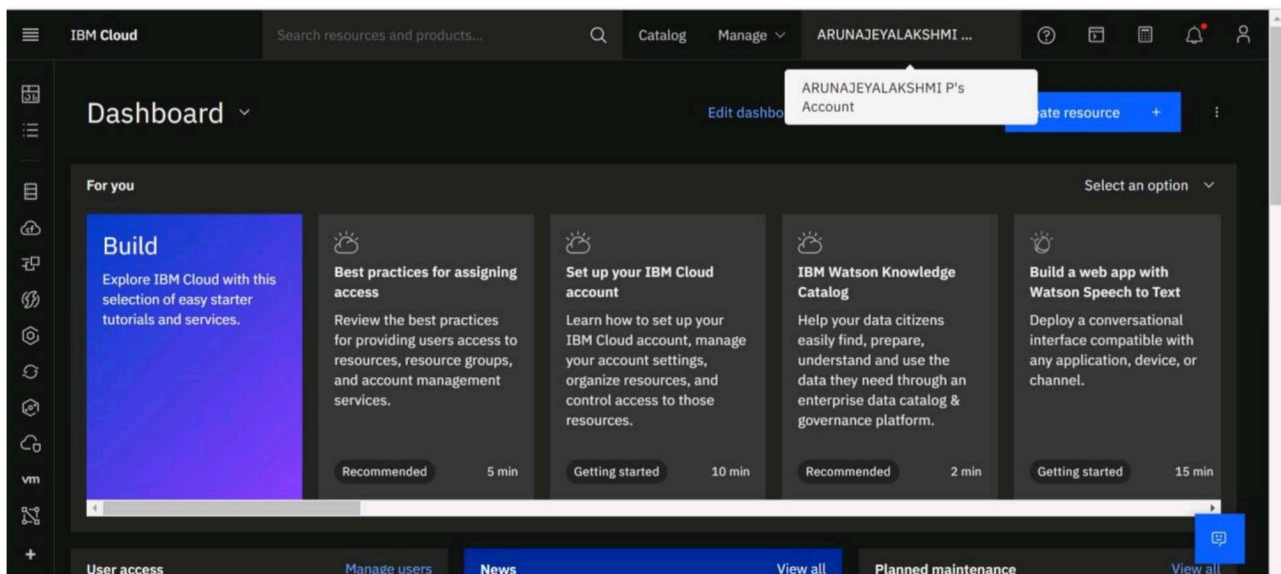 IBM Cloud
Search resources and products...
Catalog
Manage
ARUNAJEYALAKSHMI ...
ARUNAJEYALAKSHMI P's
Account
Dashboard
Edit dashbo
eate resource +
For you
Select an option
Build
Explore IBM Cloud with this
selection of easy starter
tutorials and services.
Best practices for assigning
access
Review the best practices
for providing users access to
resources, resource groups,
and account management
services.
Recommended
5 min
Set up your IBM Cloud
account
Learn how to set up your
IBM Cloud account, manage
your account settings,
organize resources, and
control access to those
resources.
Getting started
10 min
IBM Watson Knowledge
Catalog
Help your data citizens
easily find, prepare,
understand and use the
data they need through an
enterprise data catalog &
governance platform.
Recommended
2 min
Build a web app with
Watson Speech to Text
Deploy a conversational
interface compatible with
any application, device, or
channel.
Getting started
15 min
vm
User access
Manage users
News
View all
Planned maintenance
View all